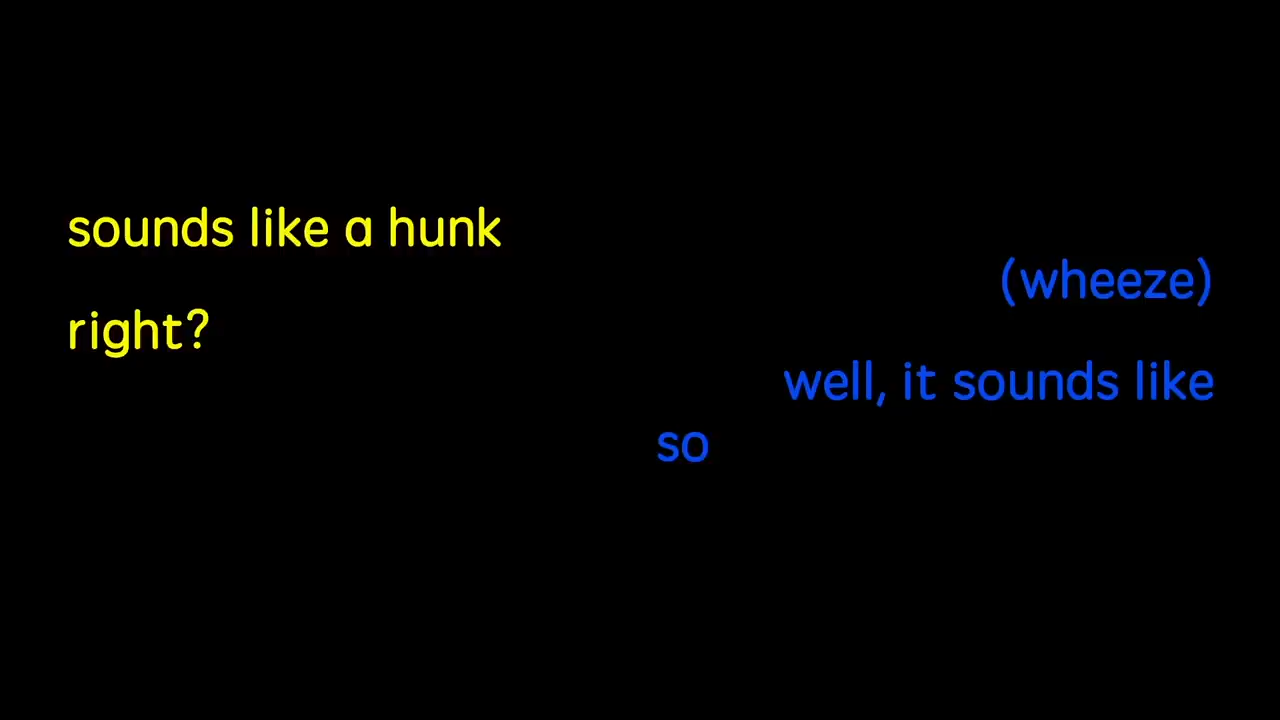 sounds like a hunk
(wheeze)
right?
well, it sounds like
so